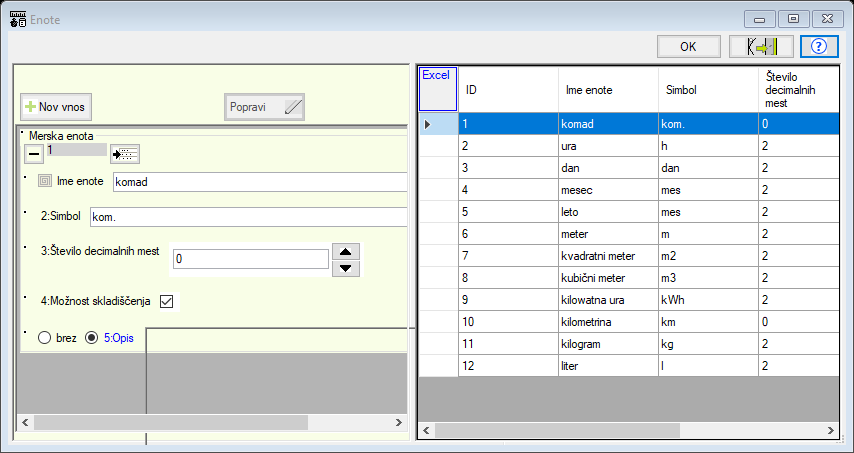 Enote
OK
?
Nov vnos
Popravi
Merska enota
1
Ime enote komad
2:Simbol kom.
3:Število decimalnih mest 0
4:Možnost skladiščenja
brez 5:Opis
Excel ID Ime enote Simbol Število decimalnih mest
1 komad kom. 0
2 ura h 2
3 dan dan 2
4 mesec mes 2
5 leto mes 2
6 meter m 2
7 kvadratni meter m2 2
8 kubični meter m3 2
9 kilowatna ura kWh 2
10 kilometrina km 0
11 kilogram kg 2
12 liter l 2